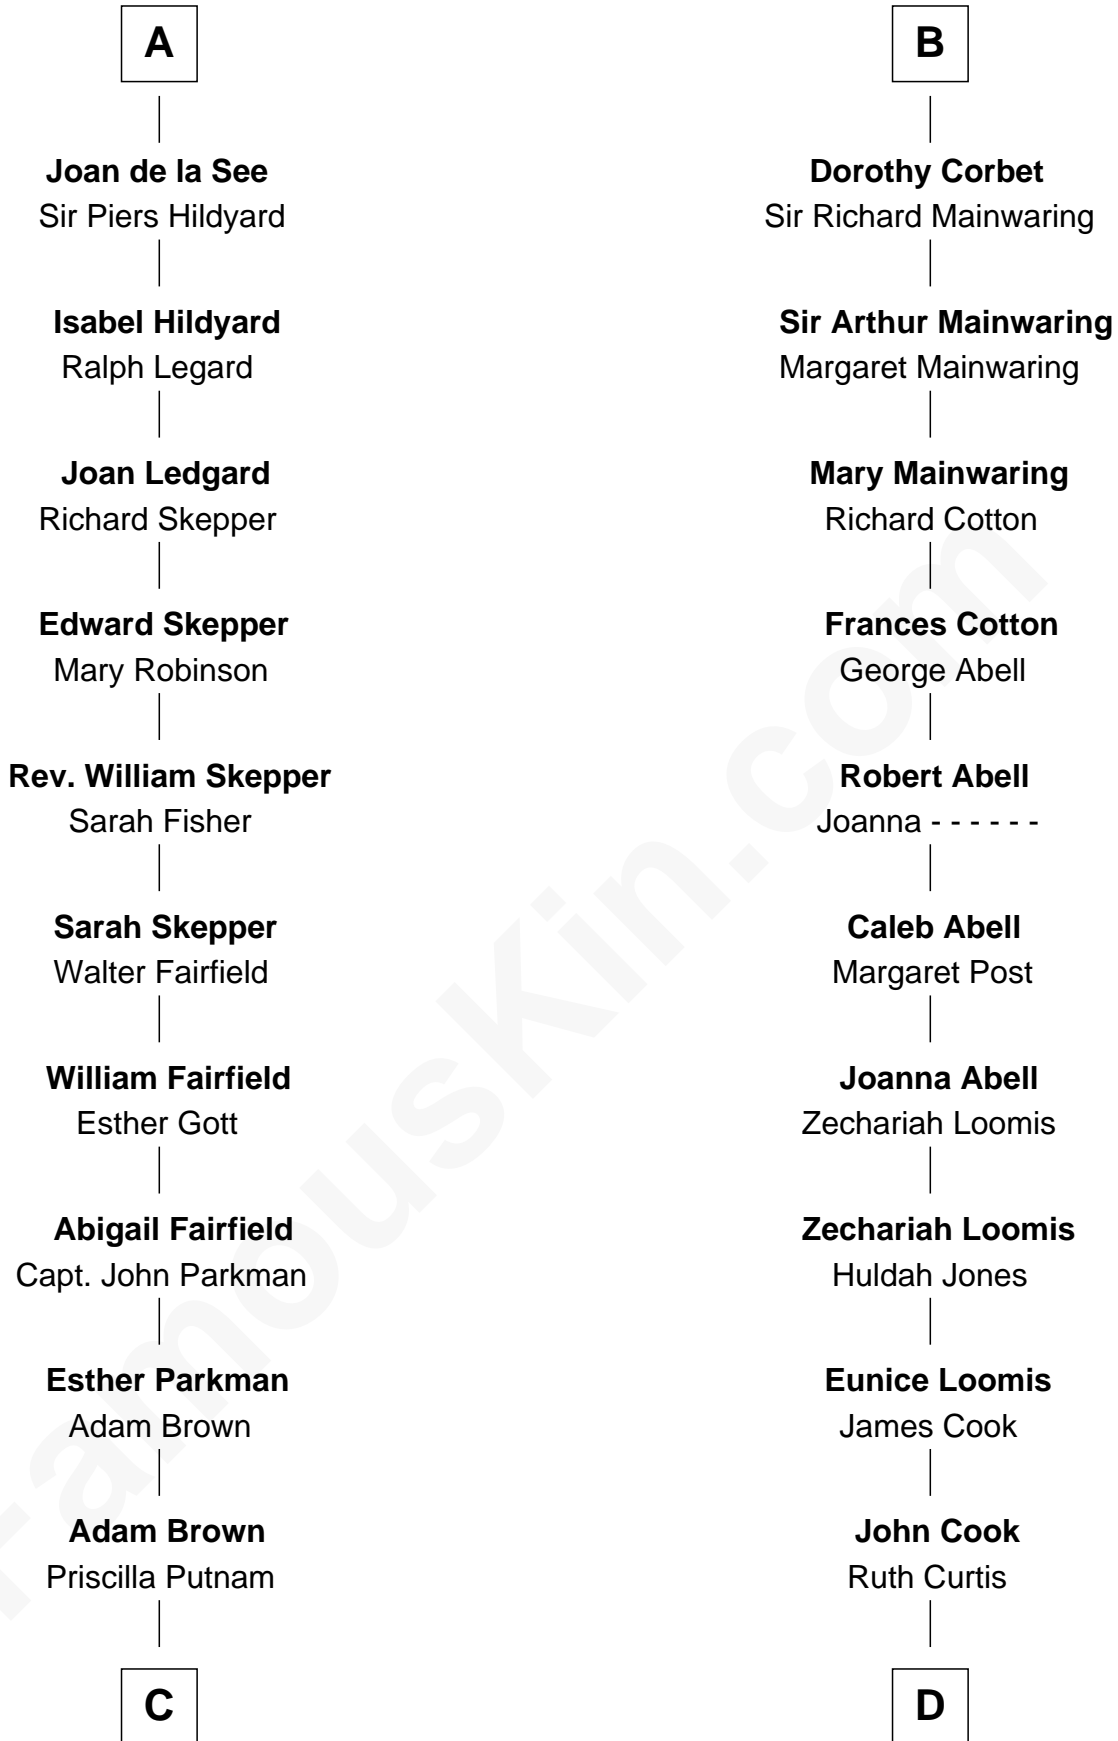 A
Joan de la See
Sir Piers Hildyard
Isabel Hildyard
Ralph Legard
Joan Ledgard
Richard Skepper
Edward Skepper
Mary Robinson
Rev. William Skepper
Sarah Fisher
Sarah Skepper
Walter Fairfield
William Fairfield
Esther Gott
Abigail Fairfield
Capt. John Parkman
Esther Parkman
Adam Brown
Adam Brown
Priscilla Putnam
C
B
Dorothy Corbet
Sir Richard Mainwaring
Sir Arthur Mainwaring
Margaret Mainwaring
Mary Mainwaring
Richard Cotton
Frances Cotton
George Abell
Robert Abell
Joanna - - - - - -
Caleb Abell
Margaret Post
Joanna Abell
Zechariah Loomis
Zechariah Loomis
Huldah Jones
Eunice Loomis
James Cook
John Cook
Ruth Curtis
D
FamousKin.com